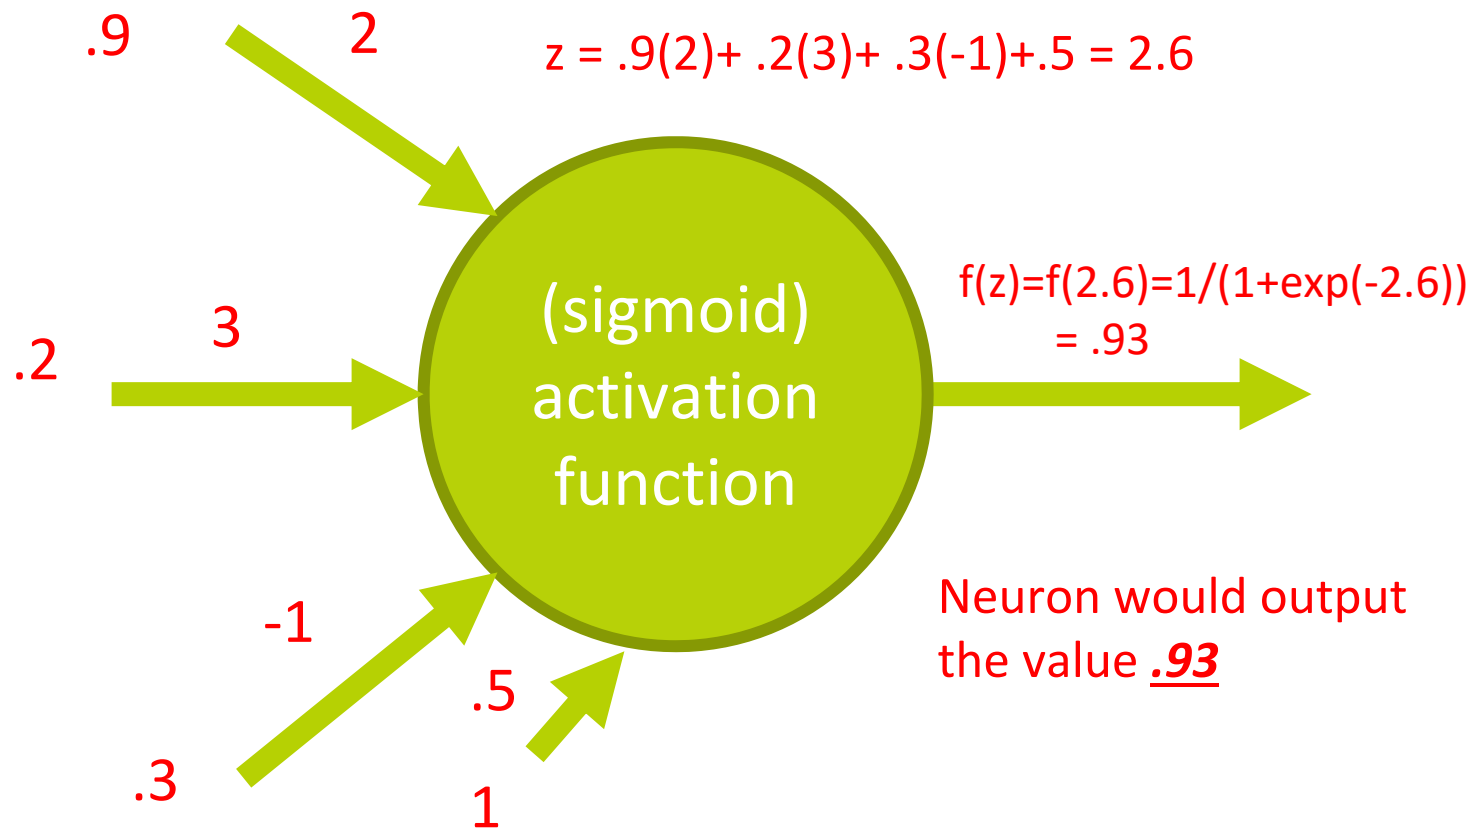 .9
2
z = .9(2)+ .2(3)+ .3(-1)+.5 = 2.6
.2
3
(sigmoid)
activation
function
f(z)=f(2.6)=1/(1+exp(-2.6))
= .93
-1
.3
.5
1
Neuron would output
the value .93